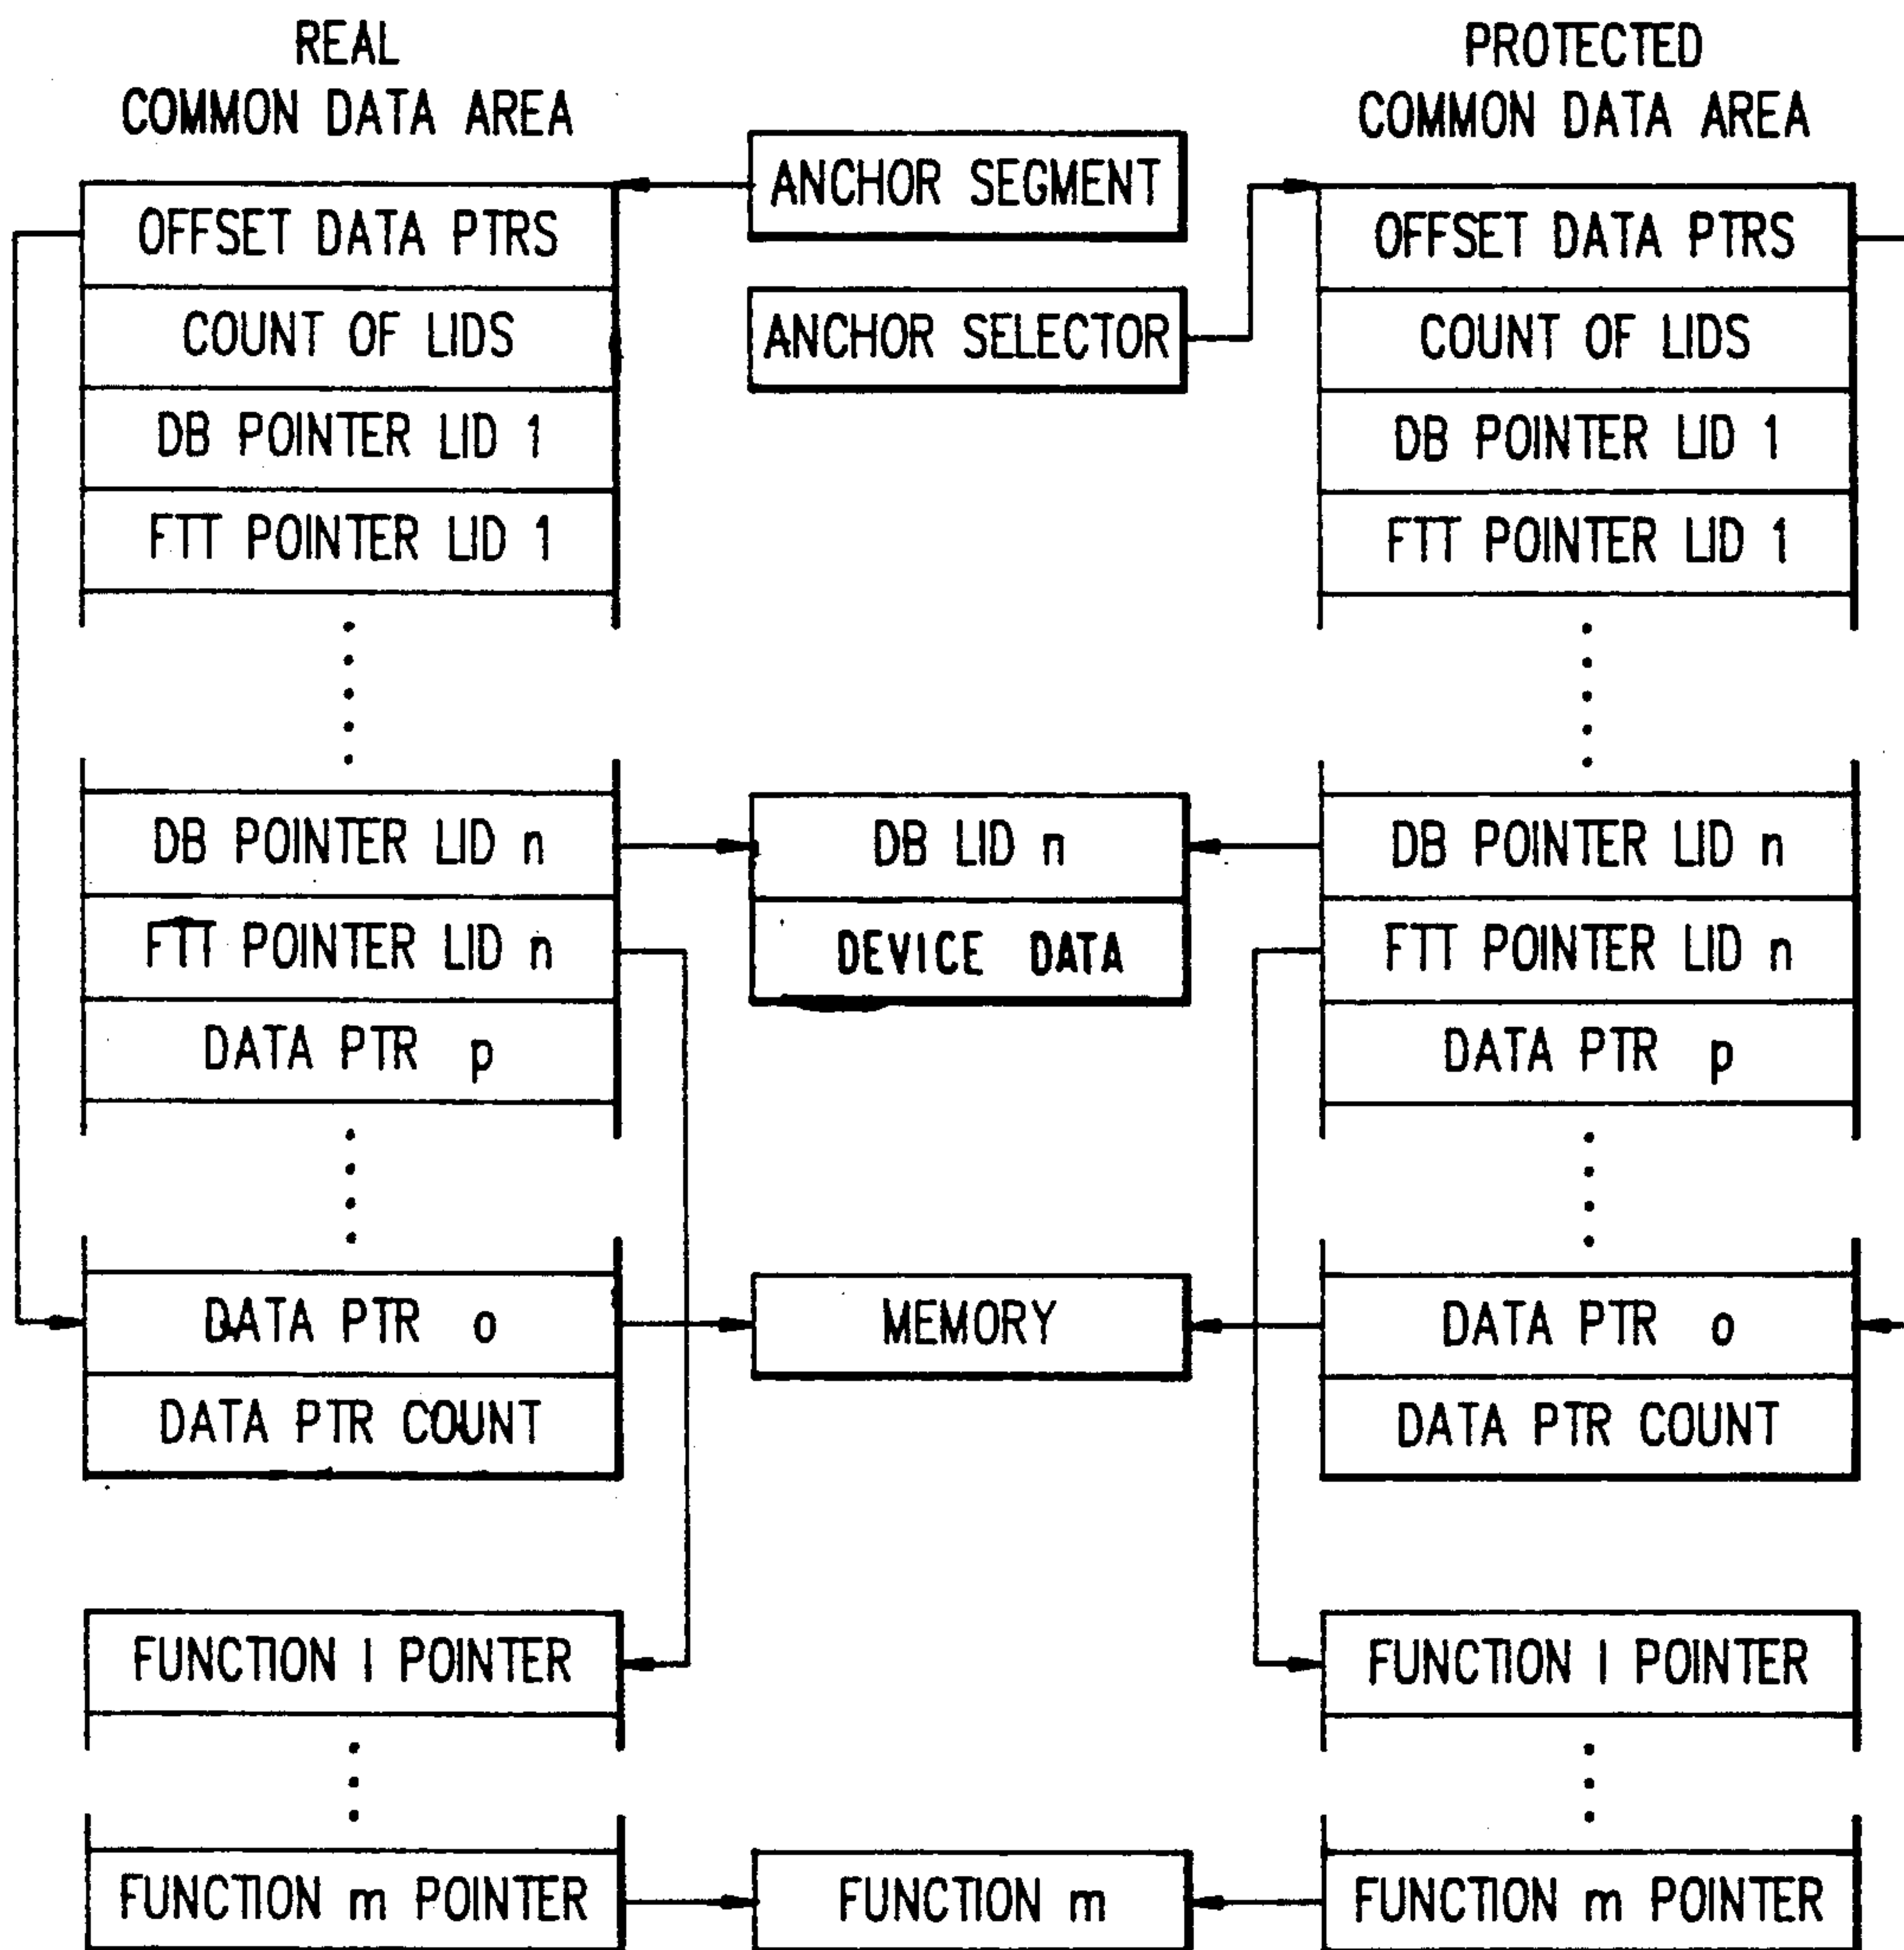 REAL
COMMON DATA AREA
OFFSET DATA PTRS
COUNT OF LIDS
DB POINTER LID 1
FTT POINTER LID 1
DB POINTER LID n
FTT POINTER LID n
DATA PTR p
DATA PTR o
DATA PTR COUNT
FUNCTION I POINTER
FUNCTION m POINTER
ANCHOR SEGMENT
ANCHOR SELECTOR
DB LID n
DEVICE DATA
MEMORY
FUNCTION m
PROTECTED
COMMON DATA AREA
OFFSET DATA PTRS
COUNT OF LIDS
DB POINTER LID 1
FTT POINTER LID 1
DB POINTER LID n
FTT POINTER LID n
DATA PTR p
DATA PTR o
DATA PTR COUNT
FUNCTION I POINTER
FUNCTION m POINTER